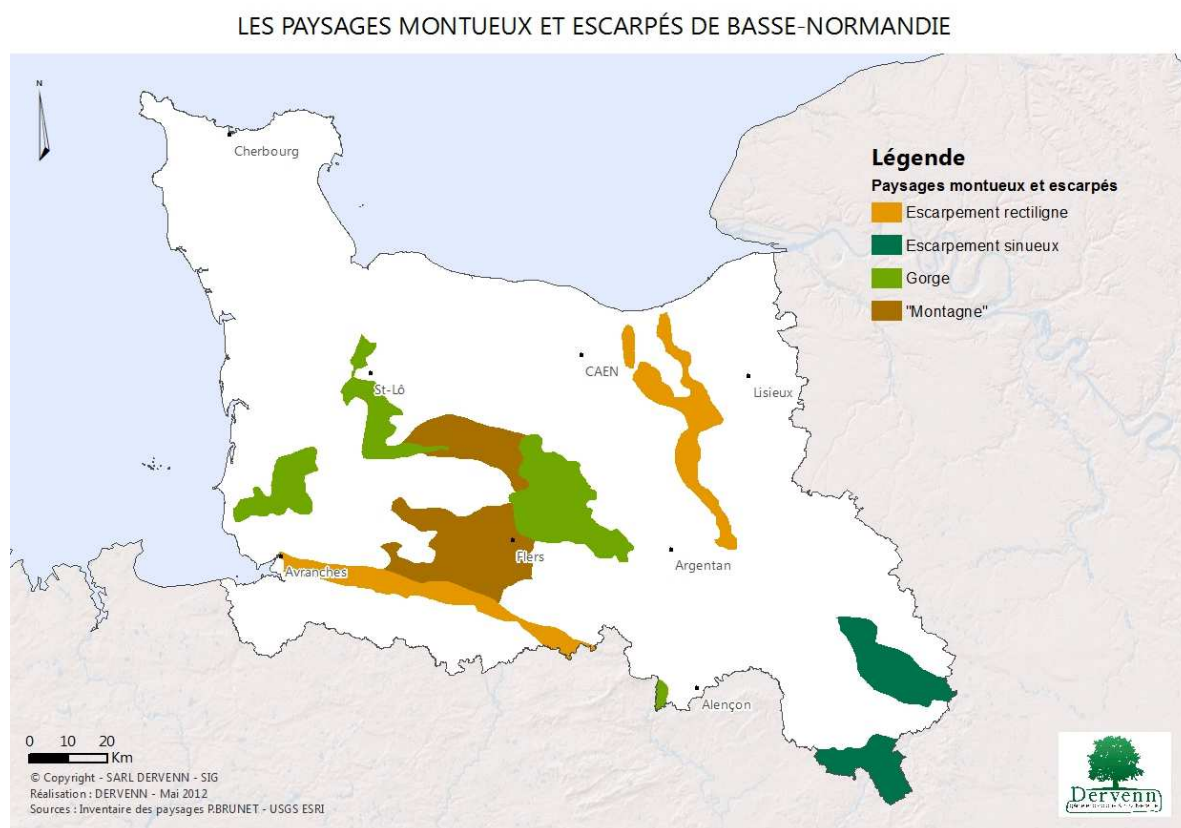 LES PAYSAGES MONTUEUX ET ESCARPÉS DE BASSE-NORMANDIE
N
Cherbourg
Légende
Paysages montueux et escarpés
Escarpement rectiligne
Escarpement sinueux
Gorge
"Montagne"
CAEN
St-Lô
Lisieux
Flers
Argentan
Avranches
Alençon
0 10 20
Km
© Copyright - SARL DERVENN - SIG
Réalisation : DERVENN - Mai 2012
Sources : Inventaire des paysages P.BRUNET - USGS ESRI
Dervenn